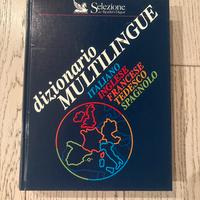 Selezione
dal Reader's Digest
dizionario
MULTILINGUE
ITALIANO
INGLESE
FRANCESE
TEDESCO
SPAGNOLO